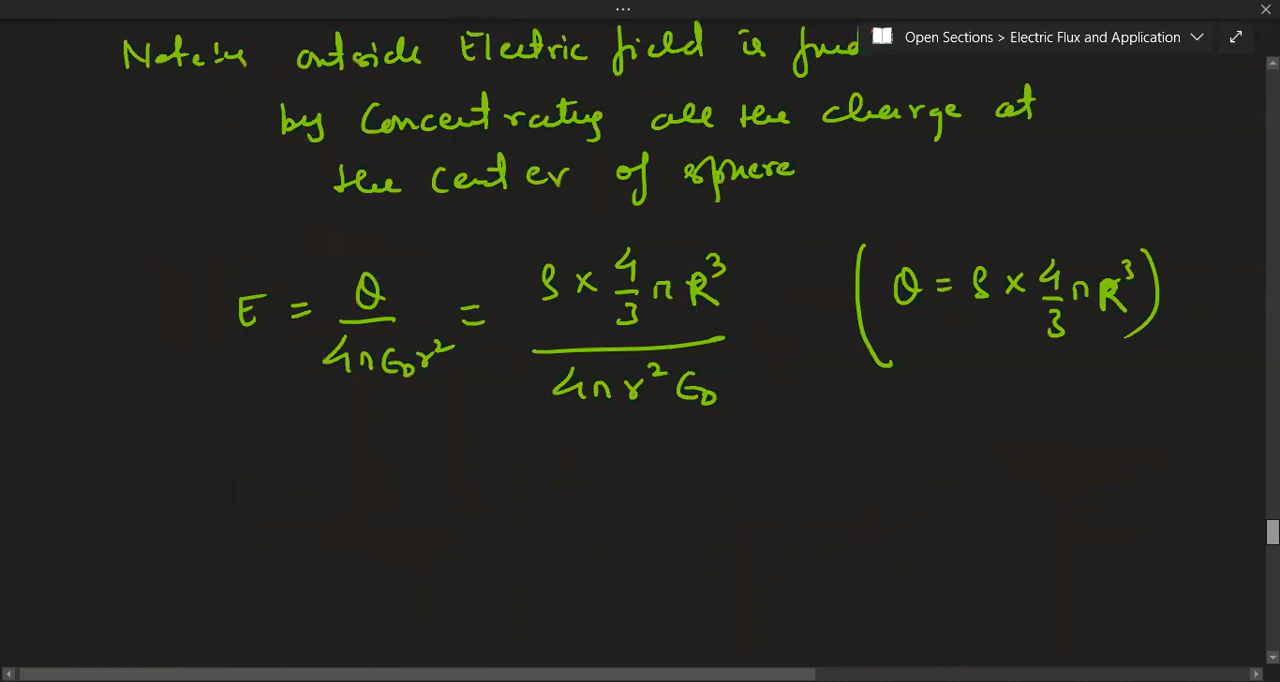 ...
Open Sections > Electric Flux and Application
Note:- outside Electric field is
by Concentrating all the charge at
the center of sphere
E = Q / 4πϵ₀r² = ρ × 4/3 πR³ / 4πr²ϵ₀ (Q = ρ × 4/3 πR³)